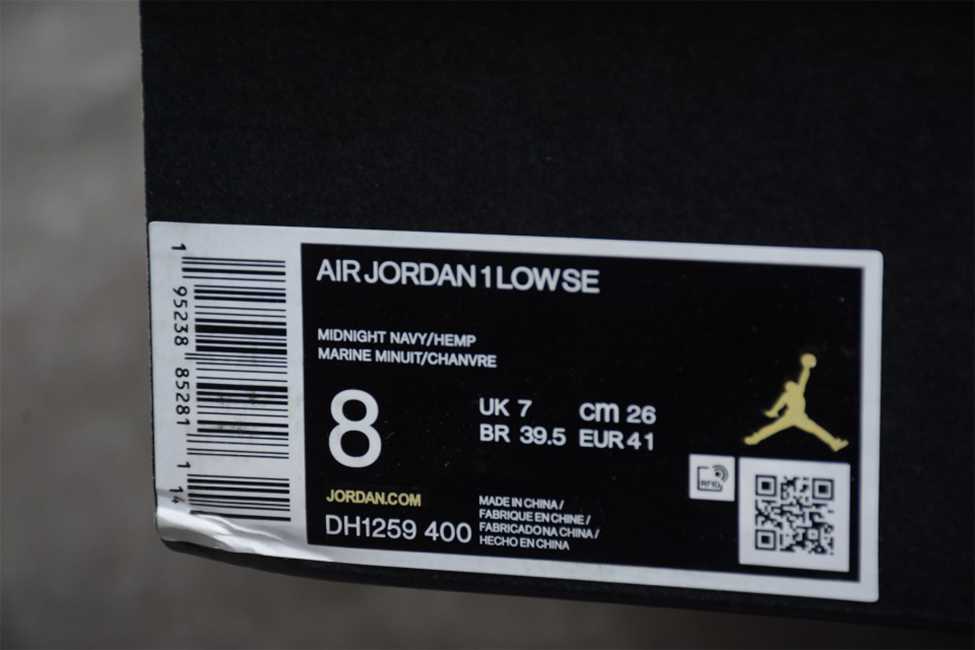 AIR JORDAN 1 LOW SE
MIDNIGHT NAVY/HEMP
MARINE MINUIT/CHANVRE
8
UK 7 cm 26
BR 39.5 EUR 41
JORDAN.COM
DH1259 400
MADE IN CHINA /
FABRIQUE EN CHINE /
FABRICADO NA CHINA /
HECHO EN CHINA
RFID
1 95238 85281 1 14